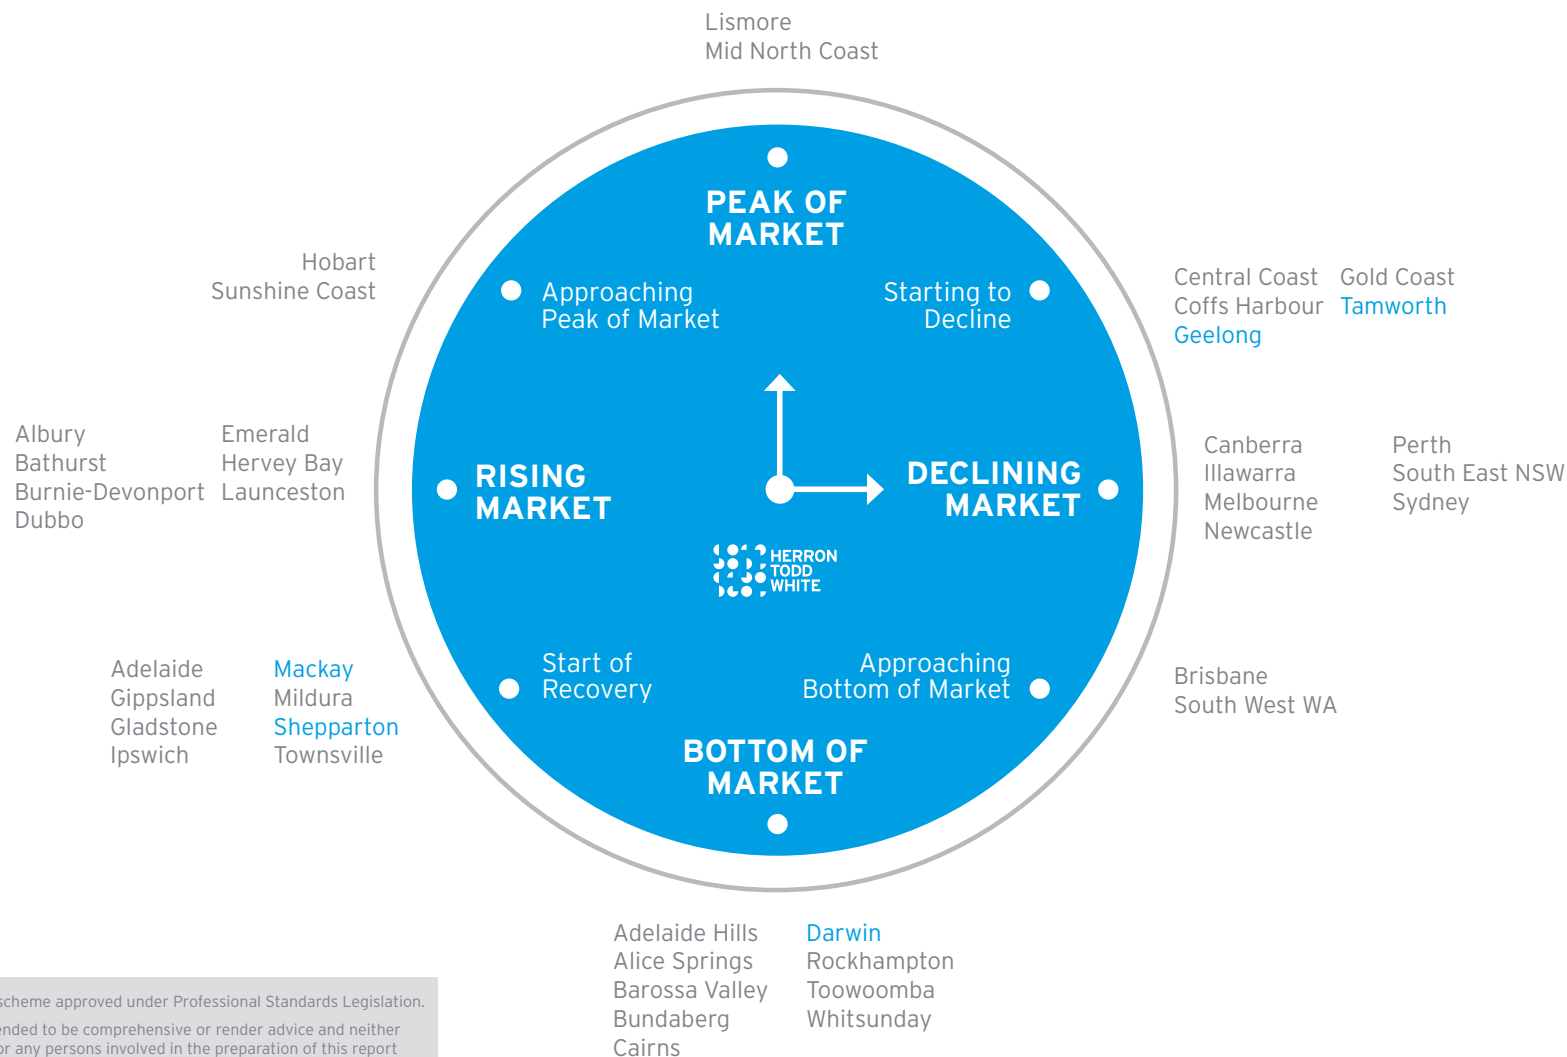 Lismore
Mid North Coast
PEAK OF
MARKET
Hobart
Sunshine Coast
Approaching
Peak of Market
Starting to
Decline
Central Coast Gold Coast
Coffs Harbour Tamworth
Geelong
Albury Emerald
Bathurst Hervey Bay
Burnie-Devonport Launceston
Dubbo
RISING
MARKET
DECLINING
MARKET
Canberra Perth
Illawarra South East NSW
Melbourne Sydney
Newcastle
HERRON
TODD
WHITE
Adelaide Mackay
Gippsland Mildura
Gladstone Shepparton
Ipswich Townsville
Start of
Recovery
Approaching
Bottom of Market
Brisbane
South West WA
BOTTOM OF
MARKET
Adelaide Hills Darwin
Alice Springs Rockhampton
Barossa Valley Toowoomba
Bundaberg Whitsunday
Cairns
scheme approved under Professional Standards Legislation.
ended to be comprehensive or render advice and neither
or any persons involved in the preparation of this report